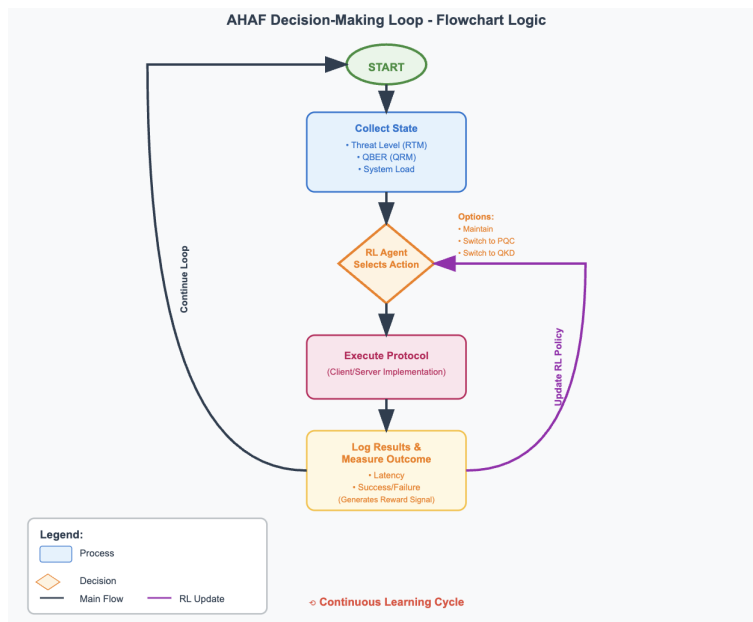 AHAF Decision-Making Loop - Flowchart Logic
START
Collect State
• Threat Level (RTM)
• QBER (QRM)
• System Load
Options:
• Maintain
• Switch to PQC
• Switch to QKD
RL Agent
Selects Action
Continue Loop
Update RL Policy
Execute Protocol
(Client/Server Implementation)
Log Results &
Measure Outcome
• Latency
• Success/Failure
(Generates Reward Signal)
Legend:
Process
Decision
Main Flow
RL Update
⟲ Continuous Learning Cycle